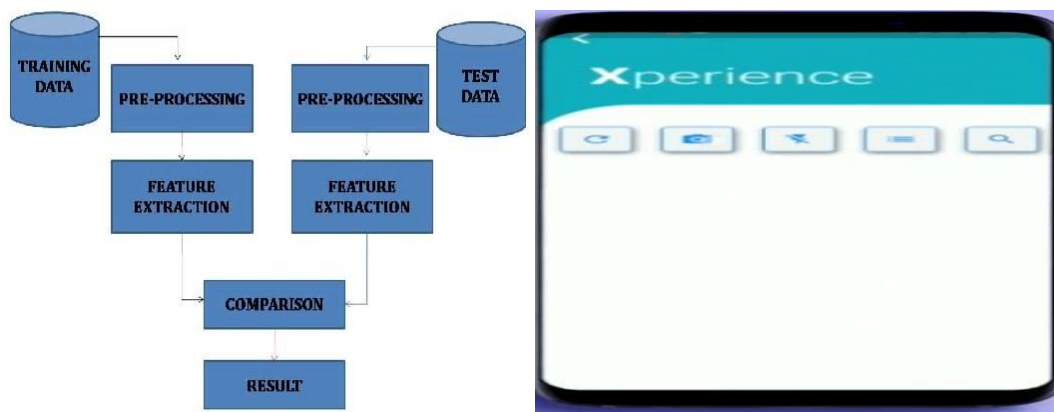 TRAINING
DATA
PRE-PROCESSING
FEATURE
EXTRACTION
PRE-PROCESSING
FEATURE
EXTRACTION
TEST
DATA
COMPARISON
RESULT
Xperience